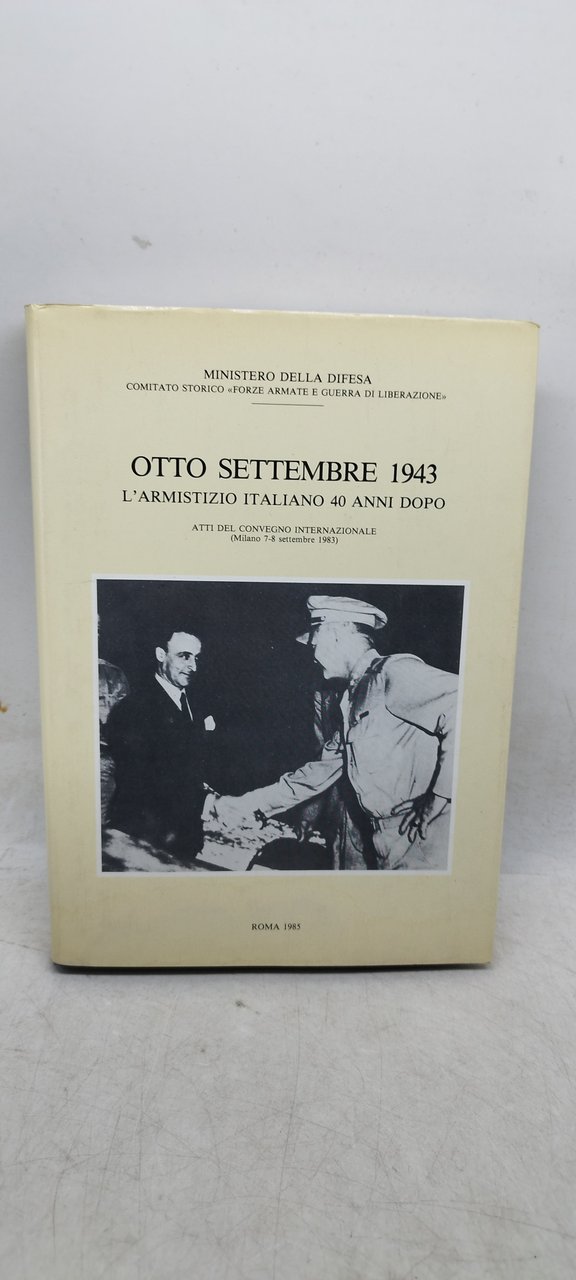 MINISTERO DELLA DIFESA
COMITATO STORICO «FORZE ARMATE E GUERRA DI LIBERAZIONE»
OTTO SETTEMBRE 1943
L'ARMISTIZIO ITALIANO 40 ANNI DOPO
ATTI DEL CONVEGNO INTERNAZIONALE
(Milano 7-8 settembre 1983)
ROMA 1985